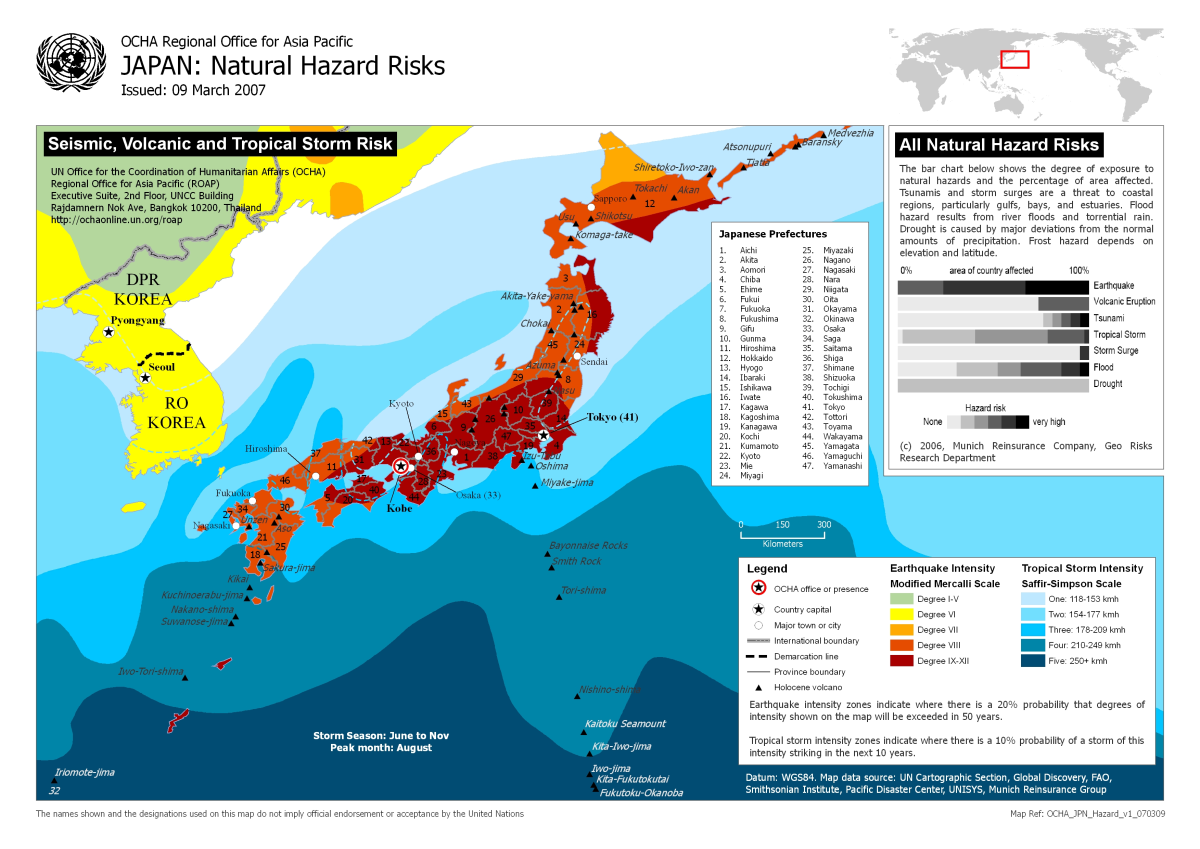 OCHA Regional Office for Asia Pacific
JAPAN: Natural Hazard Risks
Issued: 09 March 2007
Seismic, Volcanic and Tropical Storm Risk
UN Office for the Coordination of Humanitarian Affairs (OCHA)
Regional Office for Asia Pacific (ROAP)
Executive Suite, 2nd Floor, UNCC Building
Rajdamnern Nok Ave, Bangkok 10200, Thailand
http://ochaonline.un.org/roap
DPR
KOREA
Pyongyang
Seoul
RO
KOREA
Medvezhia
Baransky
Atsonupuri
Tiatia
Shiretoko-Iwo-zan
Tokachi
Akan
12
Sapporo
Usu
Shikotsu
Komaga-take
3
Akita-Yake-yama
2
16
Chokai
45
24
Sendai
Azuma
29
8
Nasu
43
15
10
Kyoto
Tokyo (41)
Hiroshima
37
42
11
31
46
1
38
47
Izu-Tobu
Oshima
Miyake-jima
Osaka (33)
Kobe
Fukuoka
34
27
Nagasaki
Unzen
30
Aso
21
25
18
Sakura-jima
Kikai
Kuchinoerabu-jima
Nakano-shima
Suwanose-jima
Iwo-Tori-shima
Iriomote-jima
32
Bayonnaise Rocks
Smith Rock
Tori-shima
Nishino-shima
Kaitoku Seamount
Kita-Iwo-jima
Iwo-jima
Kita-Fukutokutai
Fukutoku-Okanoba
Storm Season: June to Nov
Peak month: August
Japanese Prefectures
1. Aichi
2. Akita
3. Aomori
4. Chiba
5. Ehime
6. Fukui
7. Fukuoka
8. Fukushima
9. Gifu
10. Gunma
11. Hiroshima
12. Hokkaido
13. Hyogo
14. Ibaraki
15. Ishikawa
16. Iwate
17. Kagawa
18. Kagoshima
19. Kanagawa
20. Kochi
21. Kumamoto
22. Kyoto
23. Mie
24. Miyagi
25. Miyazaki
26. Nagano
27. Nagasaki
28. Nara
29. Niigata
30. Oita
31. Okayama
32. Okinawa
33. Osaka
34. Saga
35. Saitama
36. Shiga
37. Shimane
38. Shizuoka
39. Tochigi
40. Tokushima
41. Tokyo
42. Tottori
43. Toyama
44. Wakayama
45. Yamagata
46. Yamaguchi
47. Yamanashi
0 150 300
Kilometers
All Natural Hazard Risks
The bar chart below shows the degree of exposure to
natural hazards and the percentage of area affected.
Tsunamis and storm surges are a threat to coastal
regions, particularly gulfs, bays, and estuaries. Flood
hazard results from river floods and torrential rain.
Drought is caused by major deviations from the normal
amounts of precipitation. Frost hazard depends on
elevation and latitude.
0% area of country affected 100%
Earthquake
Volcanic Eruption
Tsunami
Tropical Storm
Storm Surge
Flood
Drought
Hazard risk
None very high
(c) 2006, Munich Reinsurance Company, Geo Risks
Research Department
Legend
OCHA office or presence
Country capital
Major town or city
International boundary
Demarcation line
Province boundary
Holocene volcano
Earthquake Intensity
Modified Mercalli Scale
Degree I-V
Degree VI
Degree VII
Degree VIII
Degree IX-XII
Tropical Storm Intensity
Saffir-Simpson Scale
One: 118-153 kmh
Two: 154-177 kmh
Three: 178-209 kmh
Four: 210-249 kmh
Five: 250+ kmh
Earthquake intensity zones indicate where there is a 20% probability that degrees of
intensity shown on the map will be exceeded in 50 years.
Tropical storm intensity zones indicate where there is a 10% probability of a storm of this
intensity striking in the next 10 years.
Datum: WGS84. Map data source: UN Cartographic Section, Global Discovery, FAO,
Smithsonian Institute, Pacific Disaster Center, UNISYS, Munich Reinsurance Group
The names shown and the designations used on this map do not imply official endorsement or acceptance by the United Nations
Map Ref: OCHA_JPN_Hazard_v1_070309